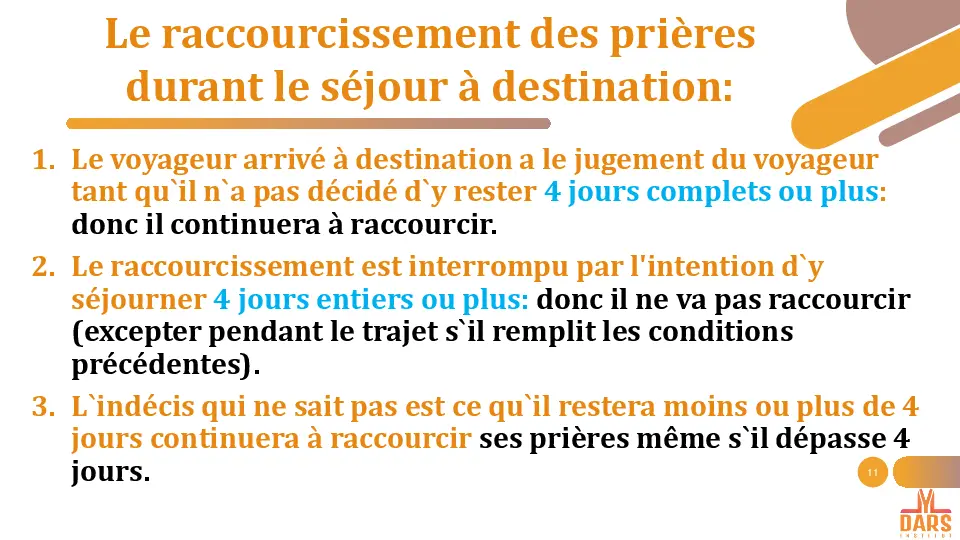 Le raccourcissement des prières
durant le séjour à destination:
1. Le voyageur arrivé à destination a le jugement du voyageur
tant qu`il n`a pas décidé d`y rester 4 jours complets ou plus:
donc il continuera à raccourcir.
2. Le raccourcissement est interrompu par l'intention d`y
séjourner 4 jours entiers ou plus: donc il ne va pas raccourcir
(excepter pendant le trajet s`il remplit les conditions
précédentes).
3. L`indécis qui ne sait pas est ce qu`il restera moins ou plus de 4
jours continuera à raccourcir ses prières même s`il dépasse 4
jours.
11
DARS
INSTITUT